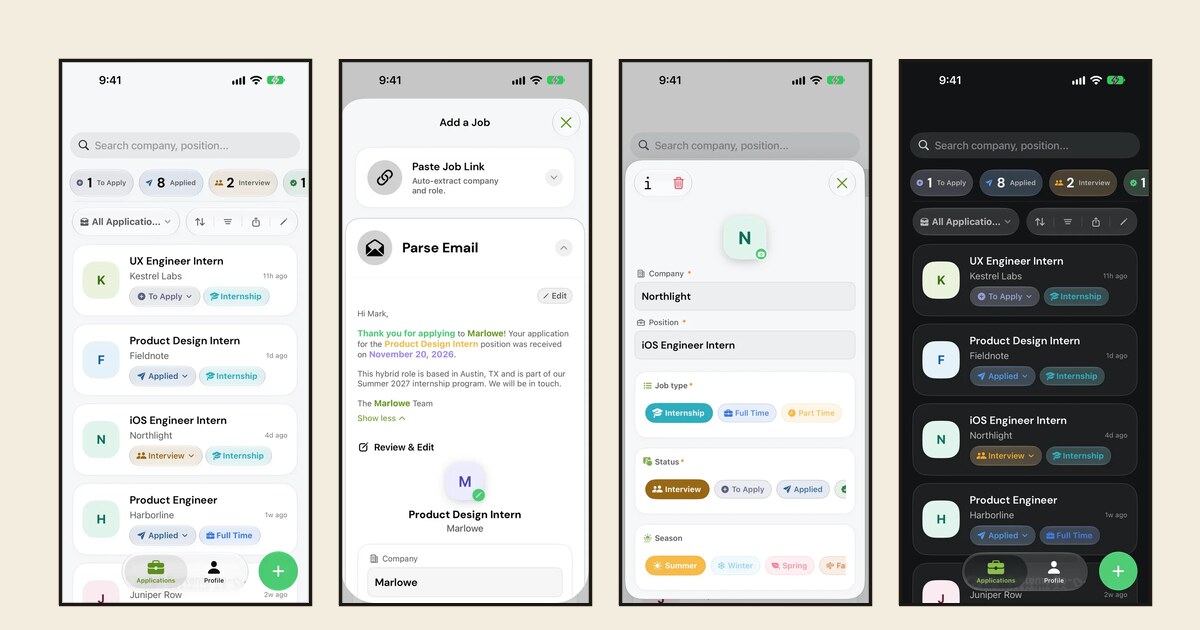 9:41
Search company, position...
1 To Apply
8 Applied
2 Interview
1
All Applicatio...
K
UX Engineer Intern
Kestrel Labs
11h ago
To Apply
Internship
F
Product Design Intern
Fieldnote
1d ago
Applied
Internship
N
iOS Engineer Intern
Northlight
4d ago
Interview
Internship
H
Product Engineer
Harborline
1w ago
Applied
Full Time
J
Juniper Row
2w ago
Applications
Profile
9:41
Add a Job
Paste Job Link
Auto-extract company
and role.
Parse Email
Edit
Hi Mark,
Thank you for applying to Marlowe! Your application
for the Product Design Intern position was received
on November 20, 2026.
This hybrid role is based in Austin, TX and is part of our
Summer 2027 internship program. We will be in touch.
The Marlowe Team
Show less
Review & Edit
M
Product Design Intern
Marlowe
Company
Marlowe
9:41
Search company, position...
N
Company *
Northlight
Position *
iOS Engineer Intern
Job type*
Internship
Full Time
Part Time
Status*
Interview
To Apply
Applied
Season
Summer
Winter
Spring
Fal
9:41
Search company, position...
1 To Apply
8 Applied
2 Interview
1
All Applicatio...
K
UX Engineer Intern
Kestrel Labs
11h ago
To Apply
Internship
F
Product Design Intern
Fieldnote
1d ago
Applied
Internship
N
iOS Engineer Intern
Northlight
4d ago
Interview
Internship
H
Product Engineer
Harborline
1w ago
Applied
Full Time
J
Juniper Row
2w ago
Applications
Profile